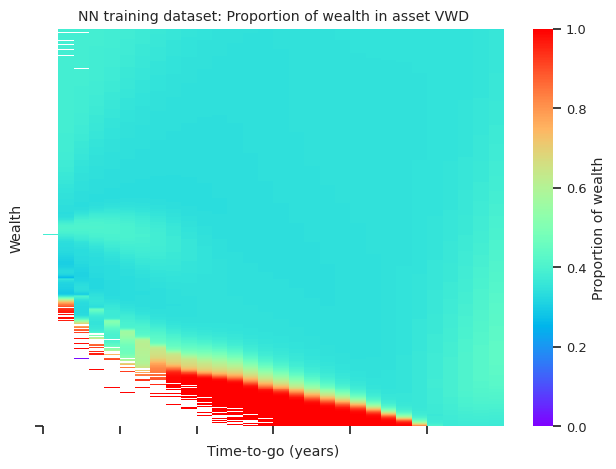 NN training dataset: Proportion of wealth in asset VWD
Wealth
Time-to-go (years)
1.0
0.8
0.6
0.4
0.2
0.0
Proportion of wealth